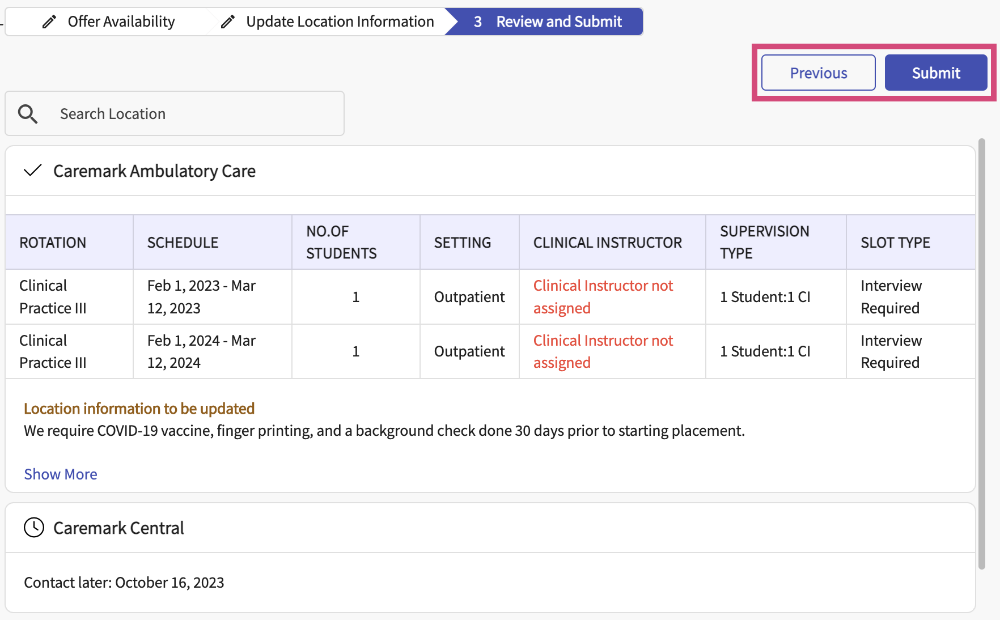 Offer Availability
Update Location Information
3 Review and Submit
Previous
Submit
Search Location
Caremark Ambulatory Care
ROTATION
SCHEDULE
NO.OF
STUDENTS
SETTING
CLINICAL INSTRUCTOR
SUPERVISION
TYPE
SLOT TYPE
Clinical
Practice III
Feb 1, 2023 - Mar
12, 2023
1
Outpatient
Clinical Instructor not
assigned
1 Student:1 CI
Interview
Required
Clinical
Practice III
Feb 1, 2024 - Mar
12, 2024
1
Outpatient
Clinical Instructor not
assigned
1 Student:1 CI
Interview
Required
Location information to be updated
We require COVID-19 vaccine, finger printing, and a background check done 30 days prior to starting placement.
Show More
Caremark Central
Contact later: October 16, 2023